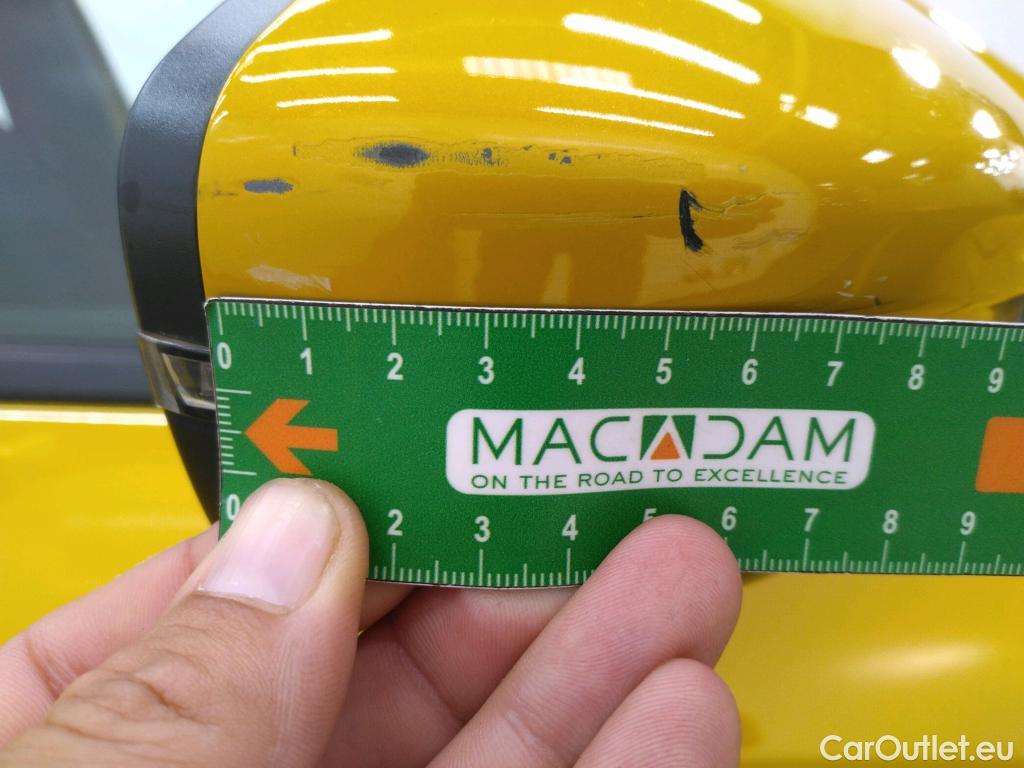 0 1 2 3 4 5 6 7 8 9
MACADAM
ON THE ROAD TO EXCELLENCE
0 2 3 4 5 6 7 8 9
CarOutlet.eu